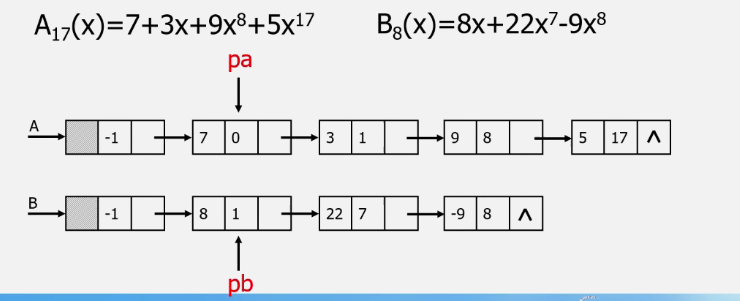 A₁₇(x)=7+3x+9x⁸+5x¹⁷ B₈(x)=8x+22x⁷-9x⁸
pa
A -1 7 0 3 1 9 8 5 17 ∧
B -1 8 1 22 7 -9 8 ∧
pb